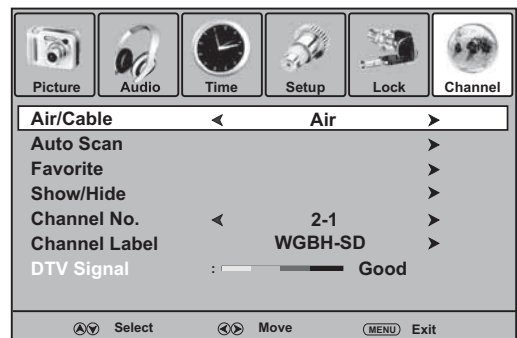 Picture Audio Time Setup Lock Channel
Air/Cable Air
Auto Scan
Favorite
Show/Hide
Channel No. 2-1
Channel Label WGBH-SD
DTV Signal : Good
Select Move MENU Exit